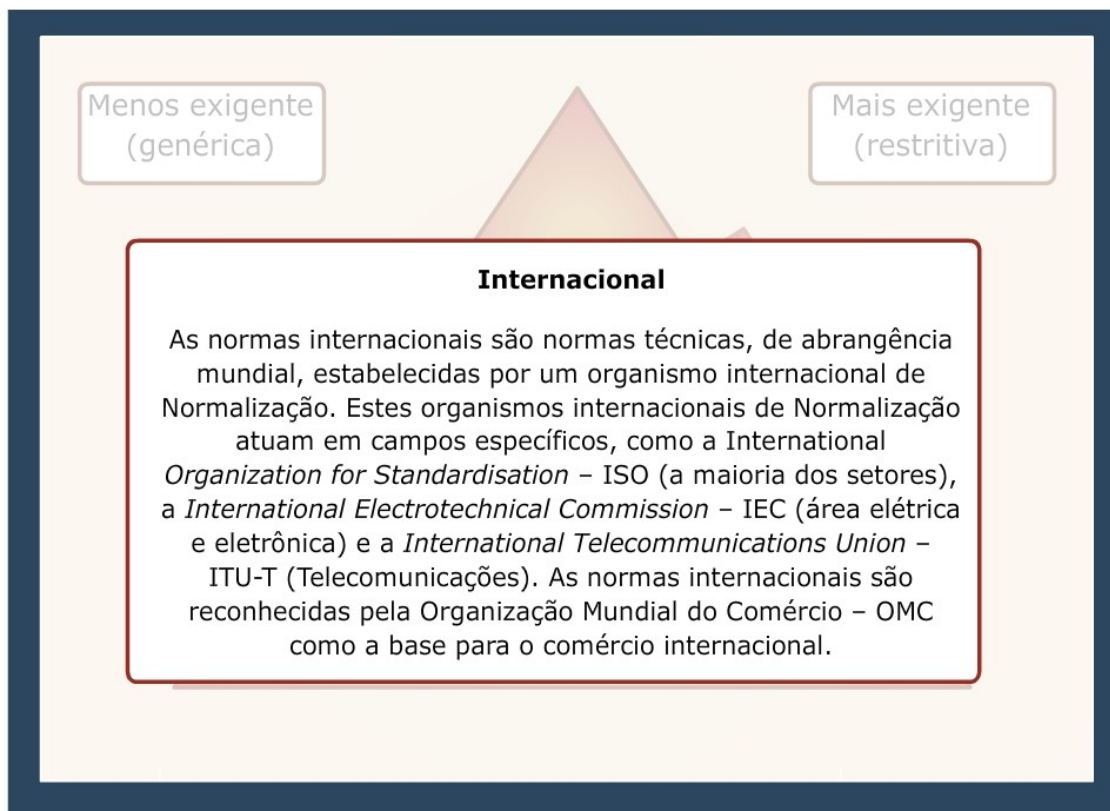 Menos exigente
(genérica)
Mais exigente
(restritiva)
Internacional
As normas internacionais são normas técnicas, de abrangência
mundial, estabelecidas por um organismo internacional de
Normalização. Estes organismos internacionais de Normalização
atuam em campos específicos, como a International
Organization for Standardisation – ISO (a maioria dos setores),
a International Electrotechnical Commission – IEC (área elétrica
e eletrônica) e a International Telecommunications Union –
ITU-T (Telecomunicações). As normas internacionais são
reconhecidas pela Organização Mundial do Comércio – OMC
como a base para o comércio internacional.